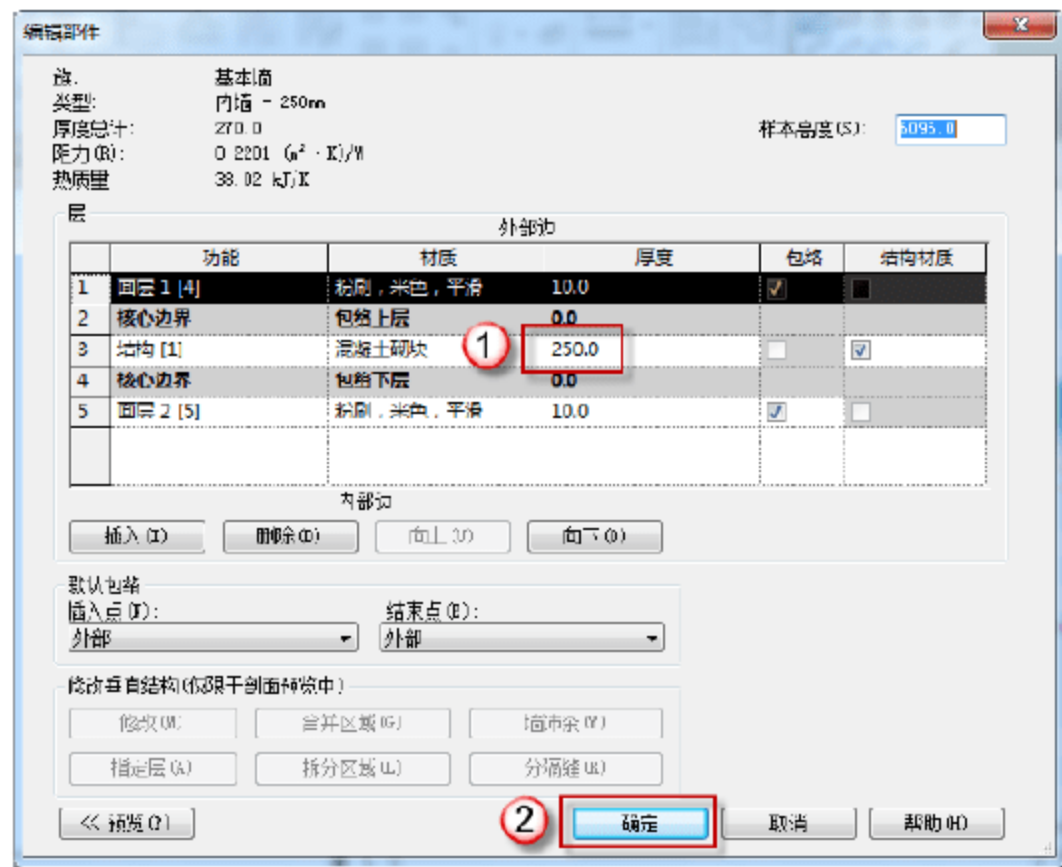 编辑部件
族: 基本墙
类型: 内墙 - 250mm
厚度总计: 270.0 样本高度(S): 6095.0
阻力(R): 0.2201 (m²·K)/W
热质量 38.02 kJ/K
层
外部边
功能 材质 厚度 包络 结构材质
1 面层 1 [4] 粉刷，米色，平滑 10.0
2 核心边界 包络上层 0.0
3 结构 [1] 混凝土砌块 ① 250.0
4 核心边界 包络下层 0.0
5 面层 2 [5] 粉刷，米色，平滑 10.0
内部边
插入(I) 删除(D) 向上(U) 向下(O)
默认包络
插入点(N): 结束点(E):
外部 外部
修改垂直结构(仅限于剖面预览中)
修改(M) 合并区域(G) 墙饰条(W)
指定层(A) 拆分区域(L) 分隔缝(R)
<< 预览(P) ② 确定 取消 帮助(H)